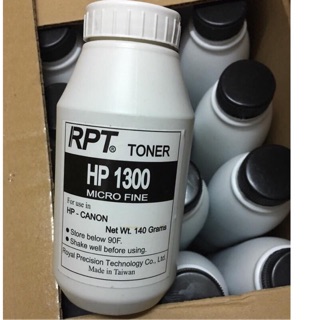 RPT® TONER
HP 1300
MICRO FINE
For use in
HP - CANON
Net Wt. 140 Grams
● Store below 90F.
● Shake well before using.
Royal Precision Technology Co., Ltd.
Made in Taiwan